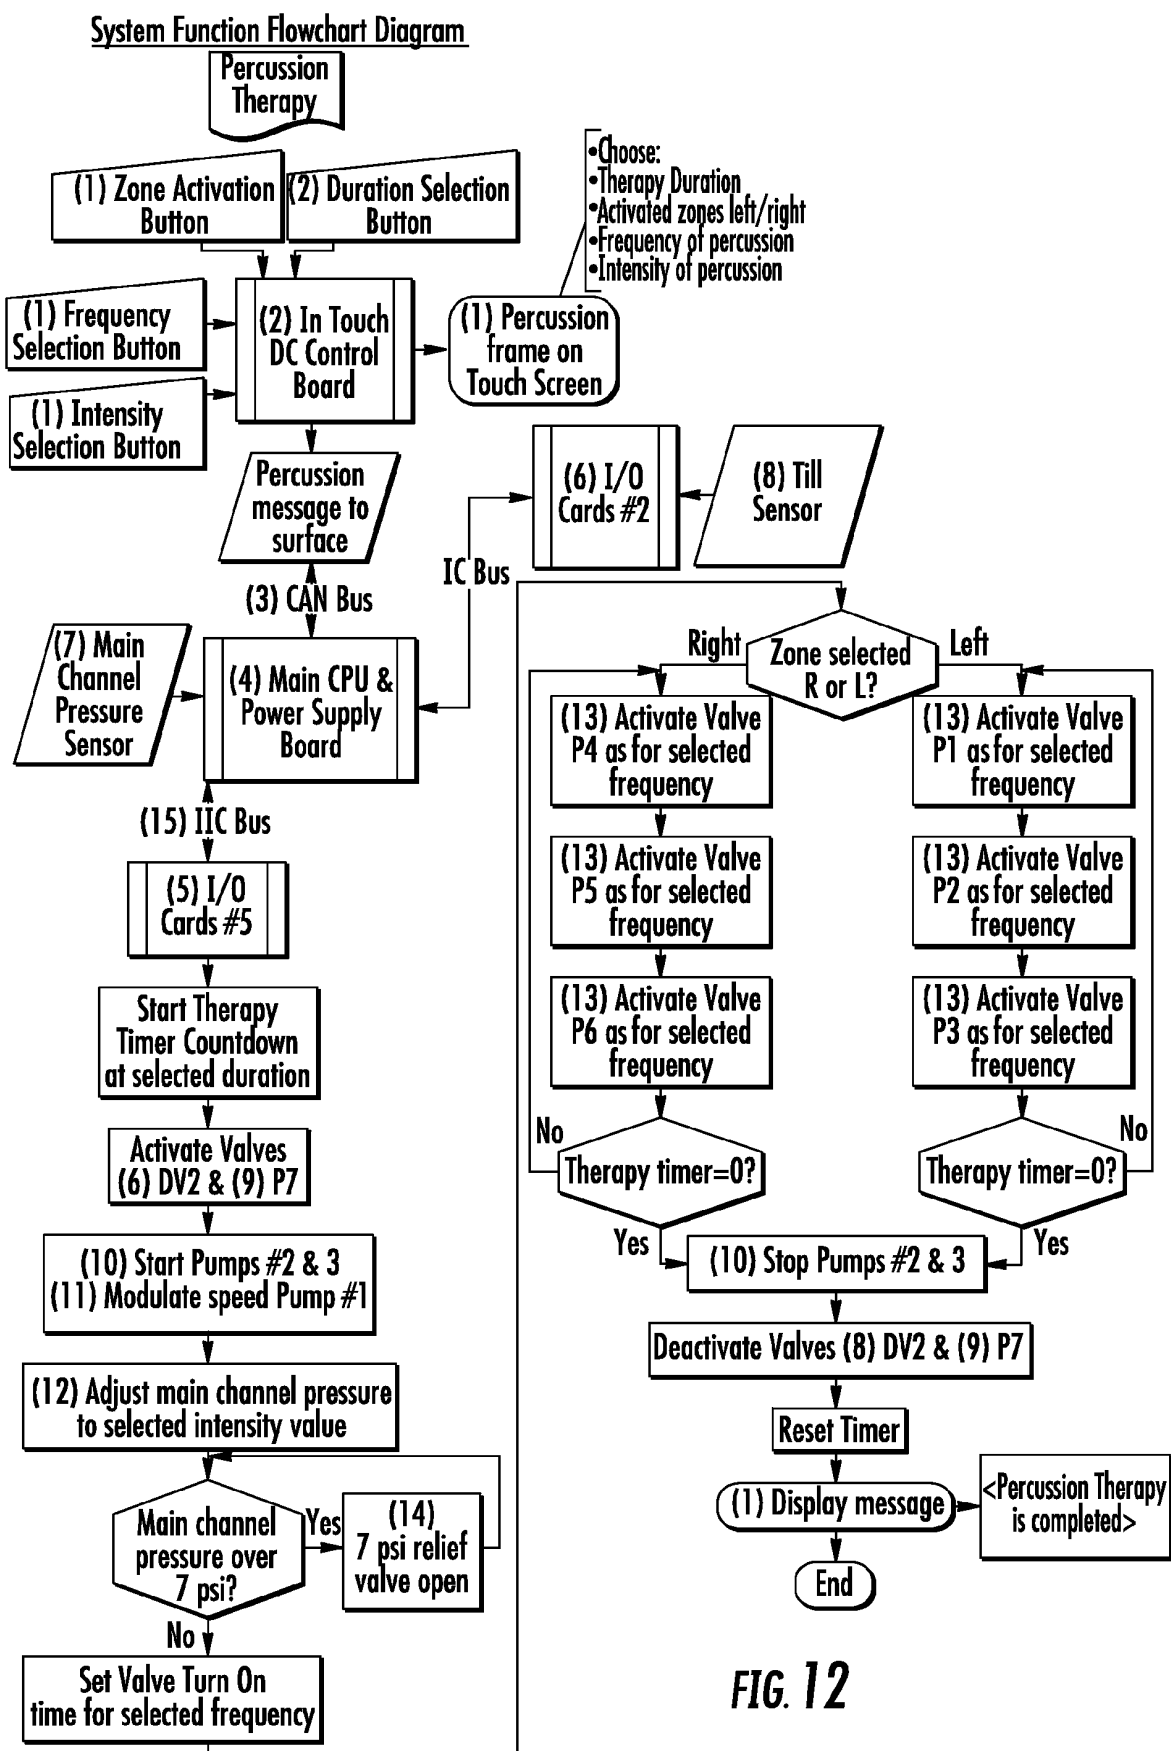 System Function Flowchart Diagram
Percussion
Therapy
(1) Zone Activation
Button
(2) Duration Selection
Button
•Choose:
•Therapy Duration
•Activated zones left/right
•Frequency of percussion
•Intensity of percussion
(1) Frequency
Selection Button
(2) In Touch
DC Control
Board
(1) Percussion
frame on
Touch Screen
(1) Intensity
Selection Button
Percussion
message to
surface
(6) I/O
Cards #2
(8) Till
Sensor
IC Bus
(3) CAN Bus
(7) Main
Channel
Pressure
Sensor
(4) Main CPU &
Power Supply
Board
(15) IIC Bus
(5) I/O
Cards #5
Start Therapy
Timer Countdown
at selected duration
Activate Valves
(6) DV2 & (9) P7
(10) Start Pumps #2 & 3
(11) Modulate speed Pump #1
(12) Adjust main channel pressure
to selected intensity value
Main channel
pressure over
7 psi?
Yes
(14)
7 psi relief
valve open
No
Set Valve Turn On
time for selected frequency
Right
Zone selected
R or L?
Left
(13) Activate Valve
P4 as for selected
frequency
(13) Activate Valve
P5 as for selected
frequency
(13) Activate Valve
P6 as for selected
frequency
No
Therapy timer=0?
Yes
(13) Activate Valve
P1 as for selected
frequency
(13) Activate Valve
P2 as for selected
frequency
(13) Activate Valve
P3 as for selected
frequency
No
Therapy timer=0?
Yes
(10) Stop Pumps #2 & 3
Deactivate Valves (8) DV2 & (9) P7
Reset Timer
(1) Display message
<Percussion Therapy
is completed>
End
FIG. 12